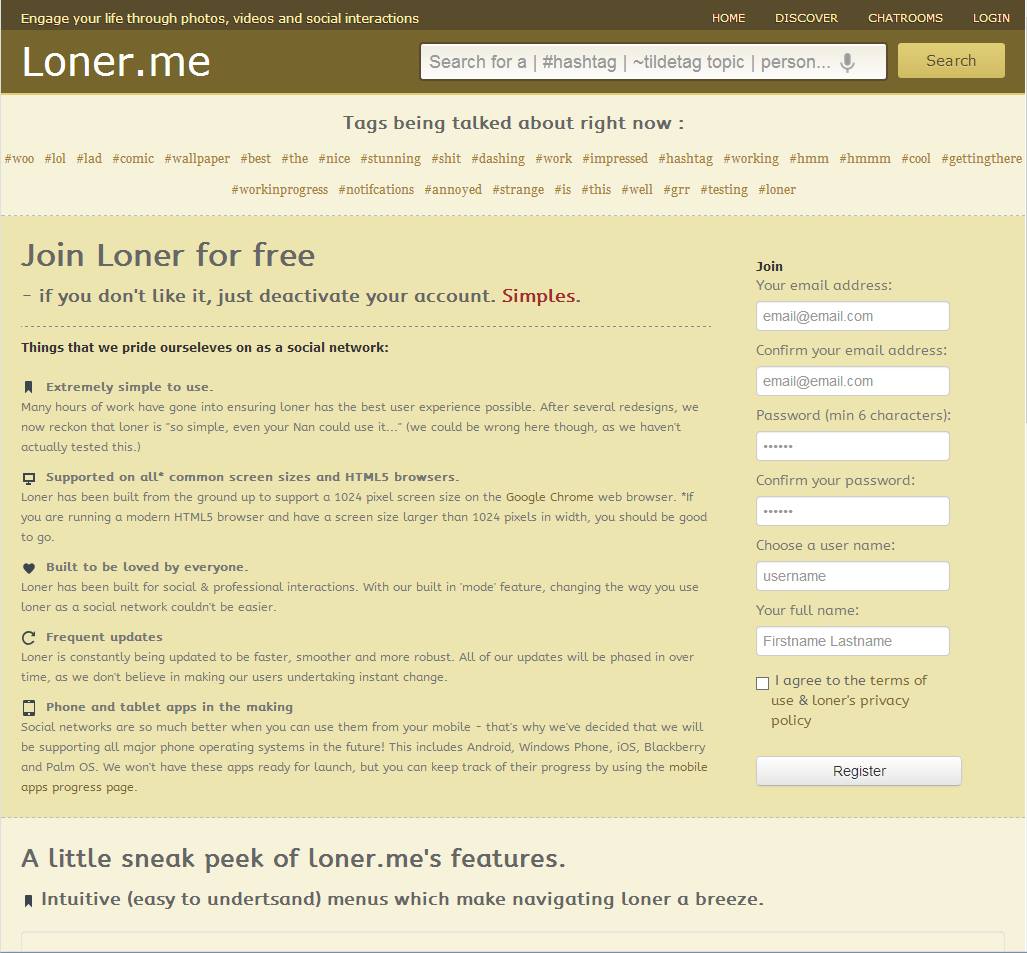 Engage your life through photos, videos and social interactions
HOME DISCOVER CHATROOMS LOGIN
Loner.me
Search for a | #hashtag | ~tildetag topic | person...
Search
Tags being talked about right now :
#woo #lol #lad #comic #wallpaper #best #the #nice #stunning #shit #dashing #work #impressed #hashtag #working #hmm #hmmm #cool #gettingthere
#workinprogress #notifcations #annoyed #strange #is #this #well #grr #testing #loner
Join Loner for free
- if you don't like it, just deactivate your account. Simples.
Things that we pride ourseleves on as a social network:
Extremely simple to use.
Many hours of work have gone into ensuring loner has the best user experience possible. After several redesigns, we
now reckon that loner is "so simple, even your Nan could use it..." (we could be wrong here though, as we haven't
actually tested this.)
Supported on all* common screen sizes and HTML5 browsers.
Loner has been built from the ground up to support a 1024 pixel screen size on the Google Chrome web browser. *If
you are running a modern HTML5 browser and have a screen size larger than 1024 pixels in width, you should be good
to go.
Built to be loved by everyone.
Loner has been built for social & professional interactions. With our built in 'mode' feature, changing the way you use
loner as a social network couldn't be easier.
Frequent updates
Loner is constantly being updated to be faster, smoother and more robust. All of our updates will be phased in over
time, as we don't believe in making our users undertaking instant change.
Phone and tablet apps in the making
Social networks are so much better when you can use them from your mobile - that's why we've decided that we will
be supporting all major phone operating systems in the future! This includes Android, Windows Phone, iOS, Blackberry
and Palm OS. We won't have these apps ready for launch, but you can keep track of their progress by using the mobile
apps progress page.
Join
Your email address:
email@email.com
Confirm your email address:
email@email.com
Password (min 6 characters):
••••••
Confirm your password:
••••••
Choose a user name:
username
Your full name:
Firstname Lastname
I agree to the terms of
use & loner's privacy
policy
Register
A little sneak peek of loner.me's features.
Intuitive (easy to undertsand) menus which make navigating loner a breeze.